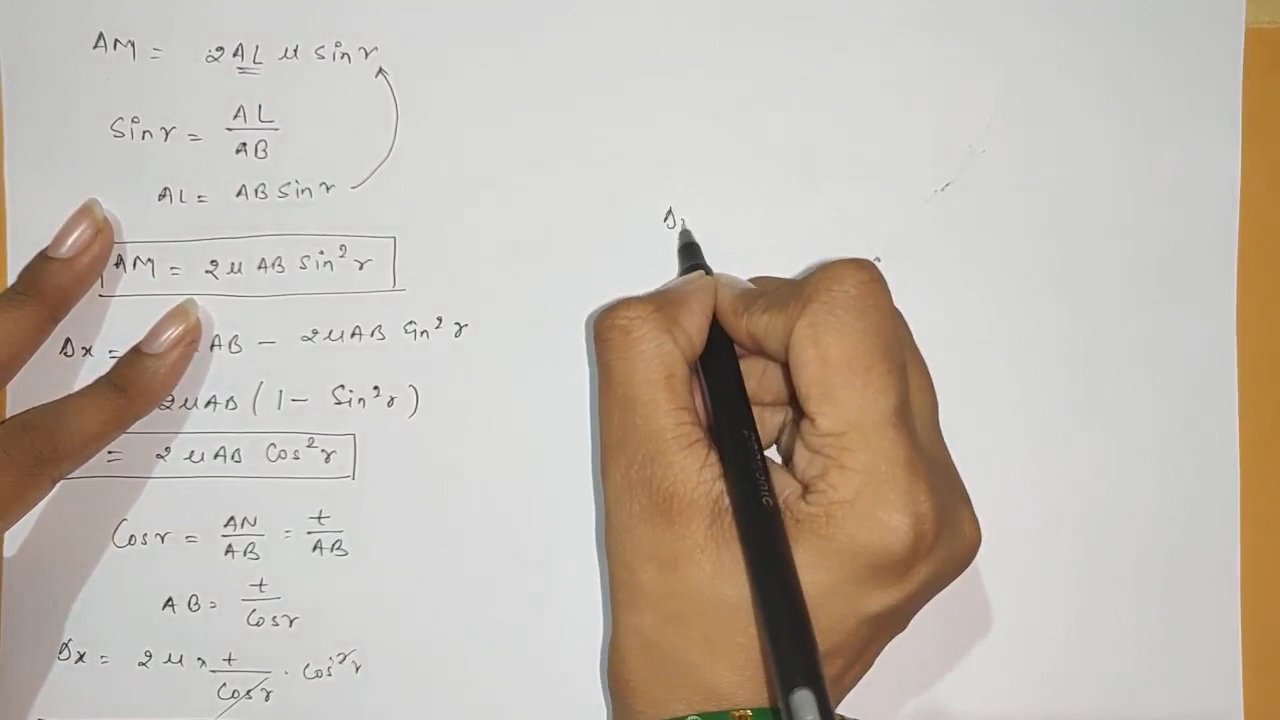 AM = 2AL μ sin r
Sin r = AL / AB
AL = AB Sin r
AM = 2μ AB Sin² r
Δx = AB − 2μAB Sin² r
2μAB (1 − Sin² r)
= 2μAB Cos² r
Cos r = AN / AB = t / AB
AB = t / Cos r
Δx = 2μ × t / Cos r · Cos² r